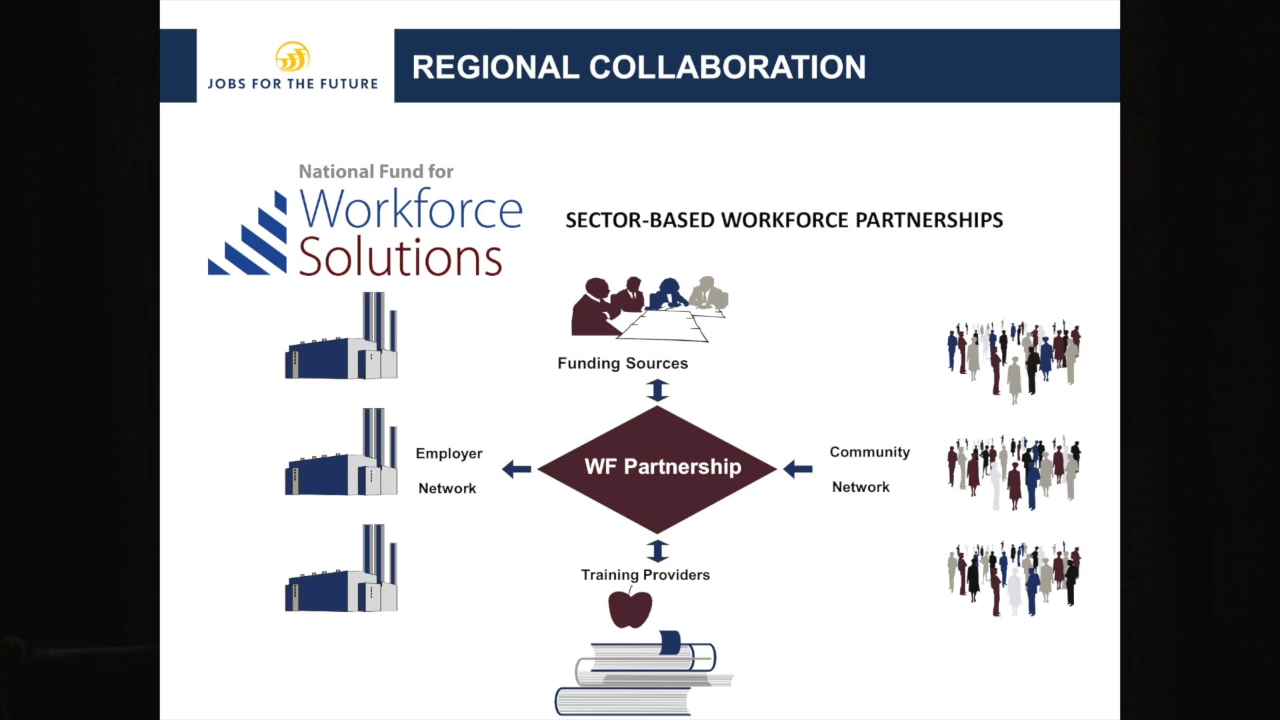 JOBS FOR THE FUTURE
REGIONAL COLLABORATION
National Fund for
Workforce
Solutions
SECTOR-BASED WORKFORCE PARTNERSHIPS
Funding Sources
Employer
Network
WF Partnership
Community
Network
Training Providers